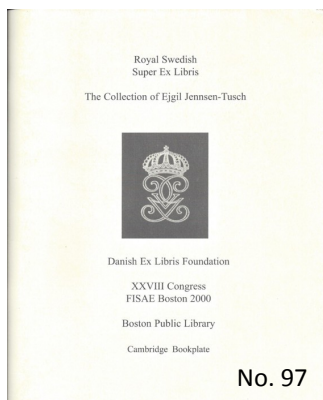 Royal Swedish
Super Ex Libris
The Collection of Ejgil Jennsen-Tusch
Danish Ex Libris Foundation
XXVIII Congress
FISAE Boston 2000
Boston Public Library
Cambridge Bookplate
No. 97